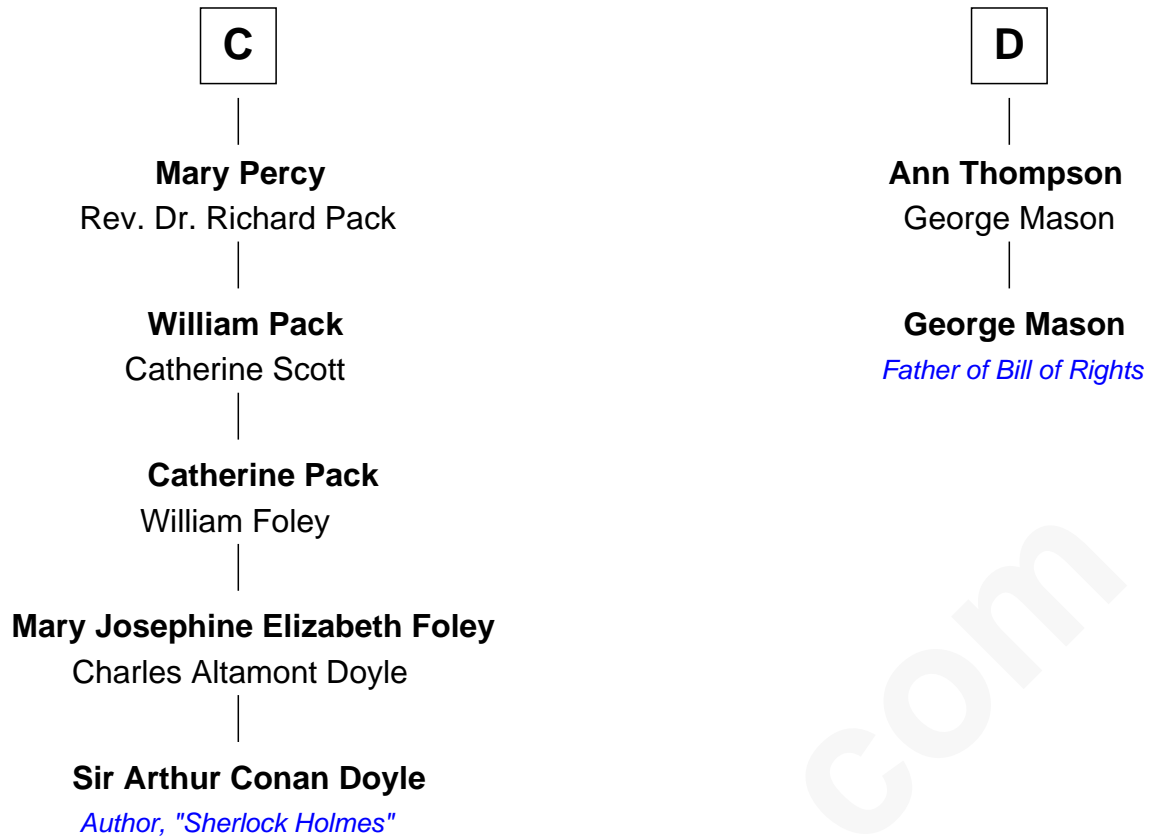 C
Mary Percy
Rev. Dr. Richard Pack
William Pack
Catherine Scott
Catherine Pack
William Foley
Mary Josephine Elizabeth Foley
Charles Altamont Doyle
Sir Arthur Conan Doyle
Author, "Sherlock Holmes"
D
Ann Thompson
George Mason
George Mason
Father of Bill of Rights
com